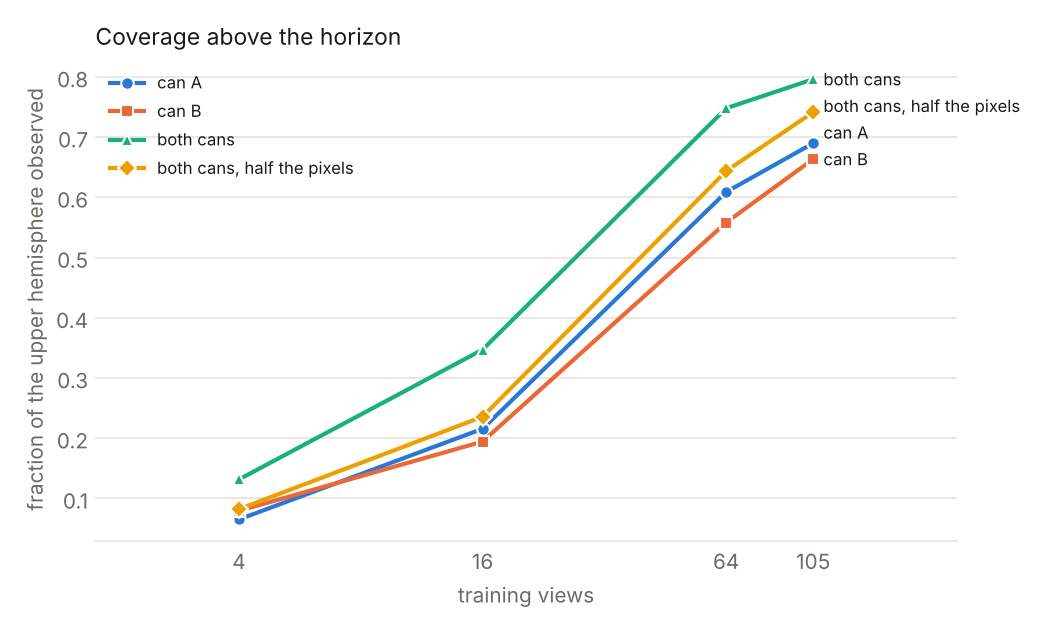 Coverage above the horizon
can A
can B
both cans
both cans, half the pixels
both cans
both cans, half the pixels
can A
can B
fraction of the upper hemisphere observed
0.8
0.7
0.6
0.5
0.4
0.3
0.2
0.1
4 16 64 105
training views